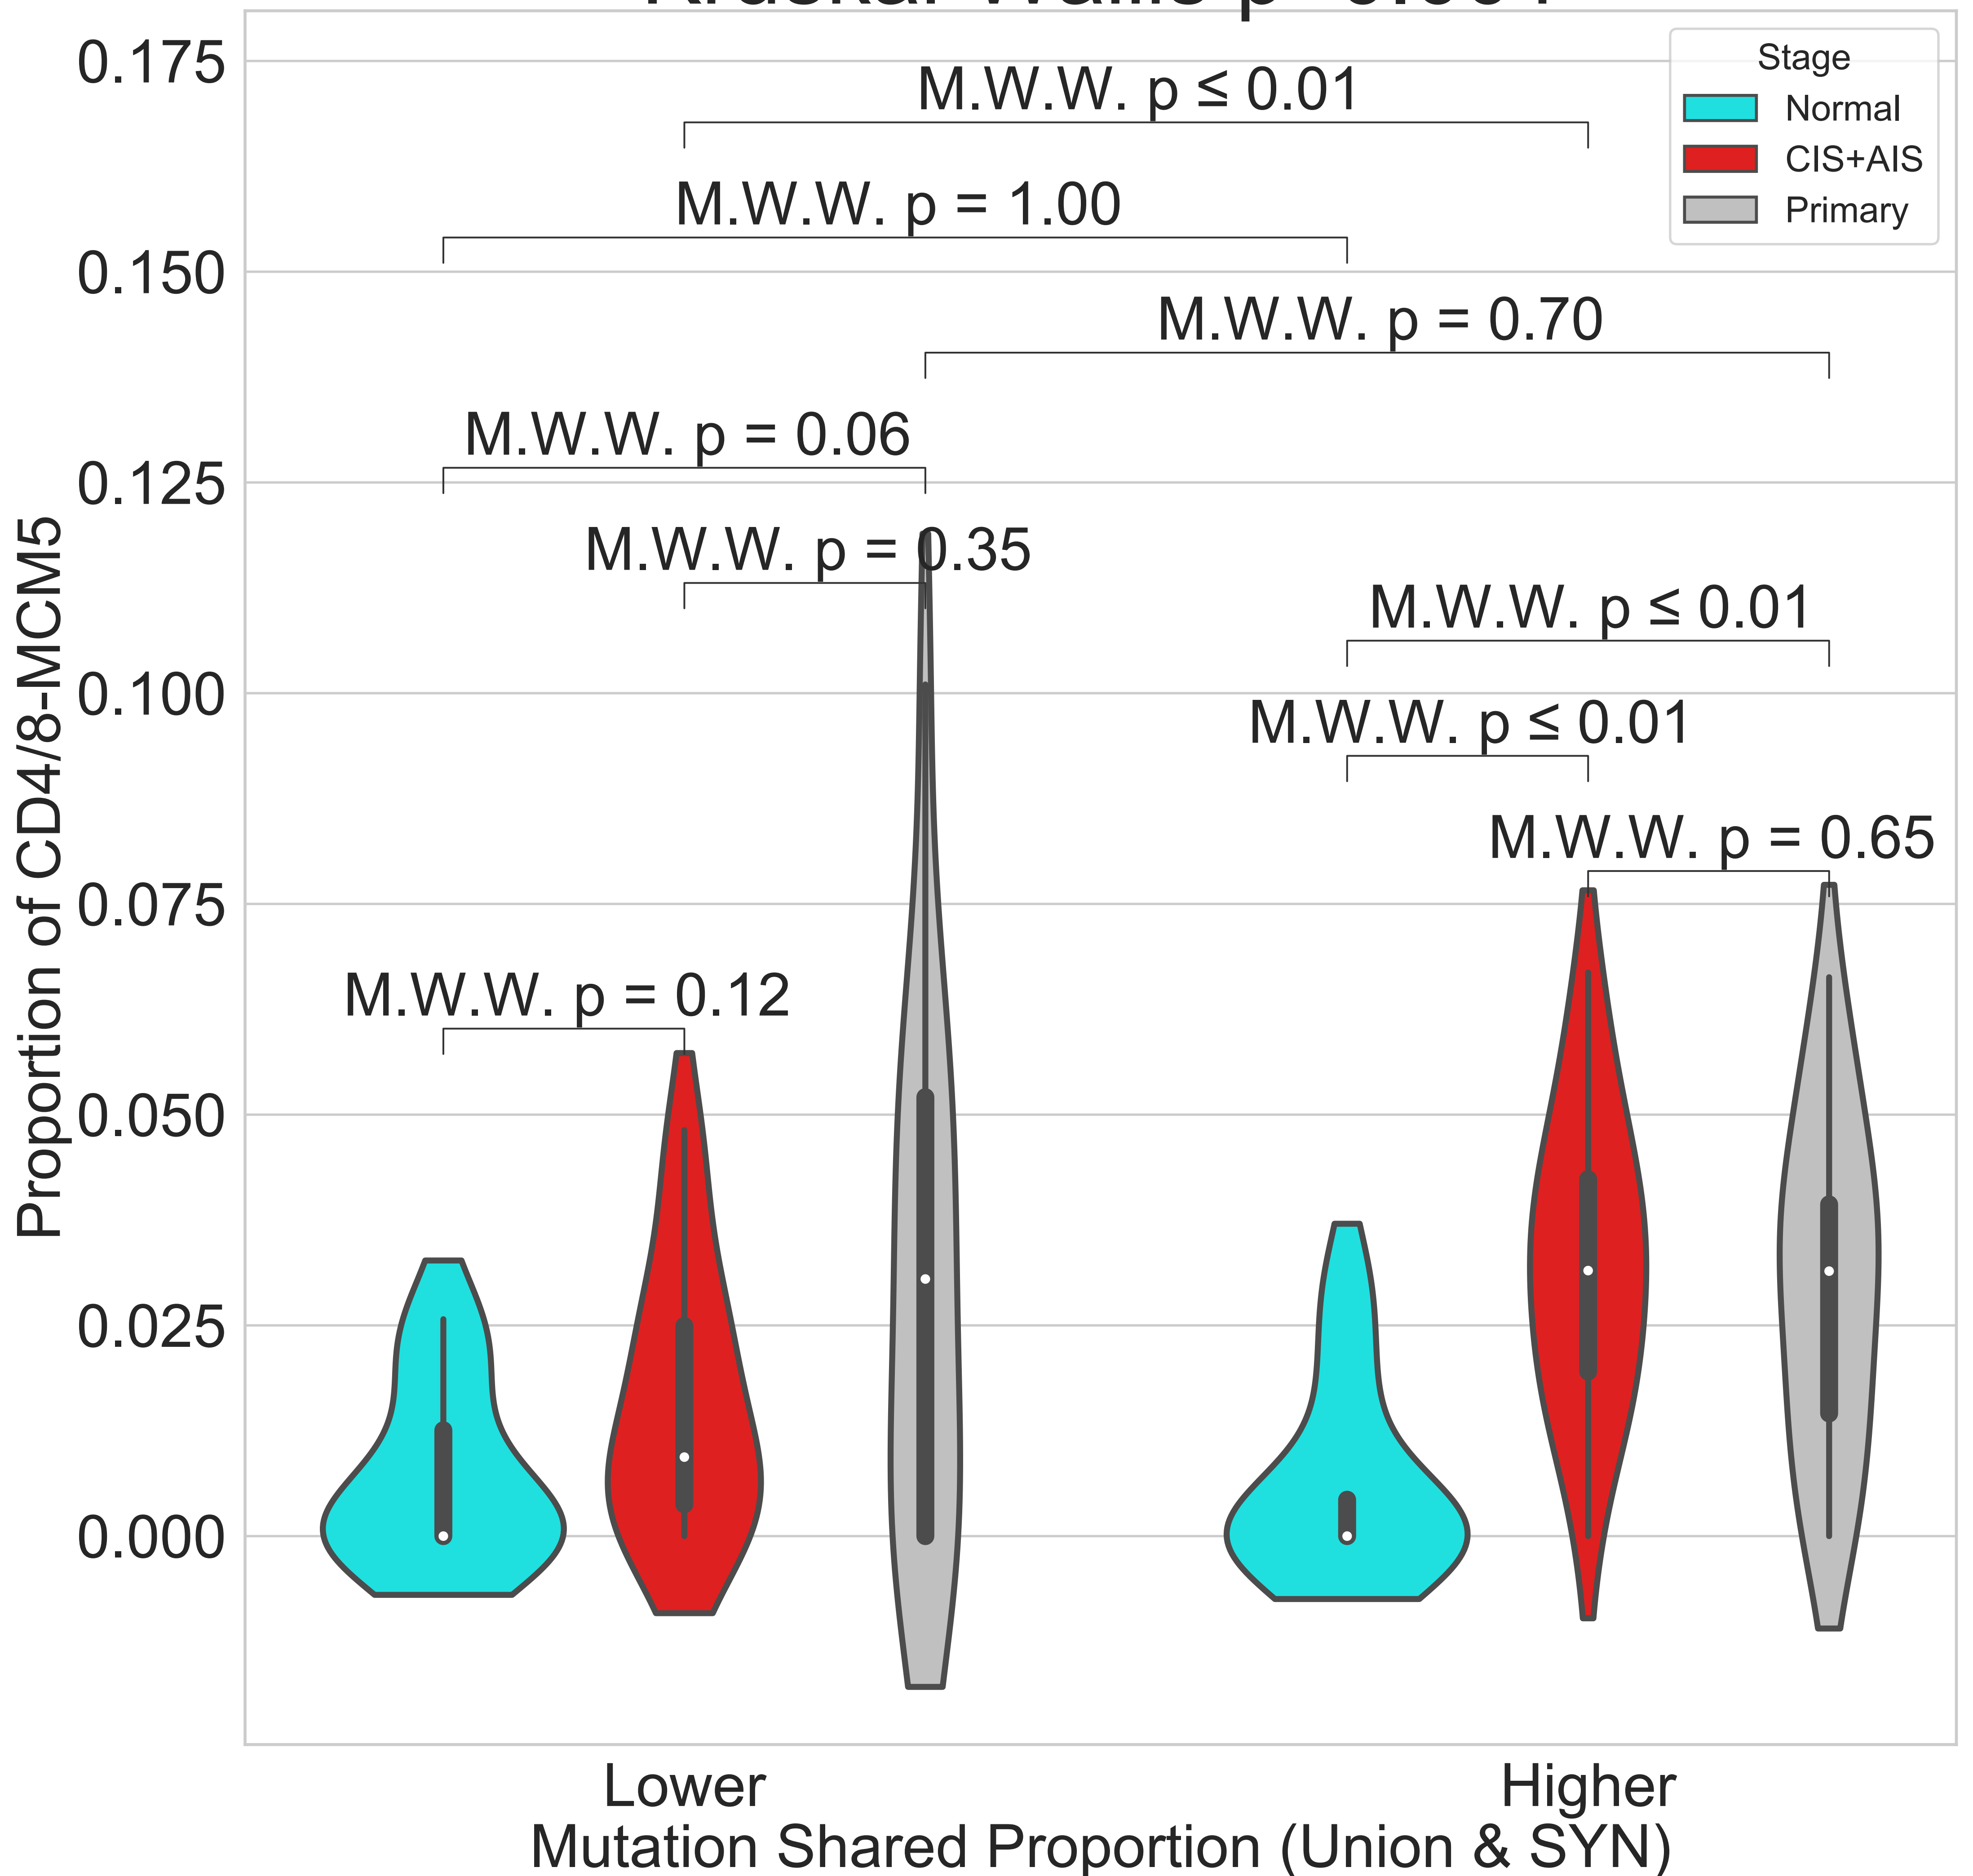 0.175
M.W.W. p ≤ 0.01
Stage
Normal
CIS+AIS
Primary
M.W.W. p = 1.00
0.150
M.W.W. p = 0.70
M.W.W. p = 0.06
0.125
M.W.W. p = 0.35
M.W.W. p ≤ 0.01
0.100
M.W.W. p ≤ 0.01
M.W.W. p = 0.65
0.075
M.W.W. p = 0.12
0.050
0.025
0.000
Proportion of CD4/8-MCM5
Lower
Higher
Mutation Shared Proportion (Union & SYN)